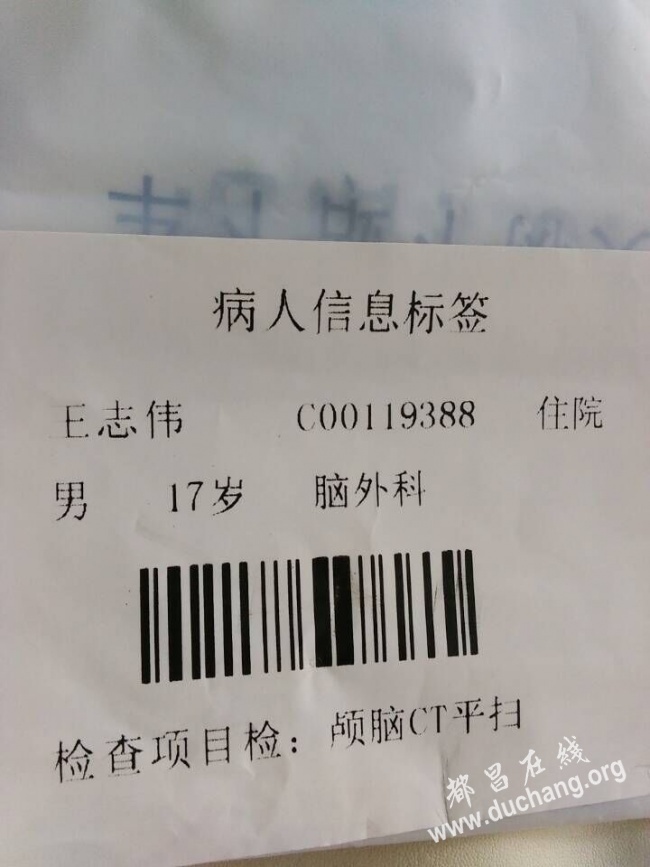 病人信息标签
王志伟 C00119388 住院
男 17岁 脑外科
检查项目检：颅脑CT平扫
都昌在线
www.duchang.org